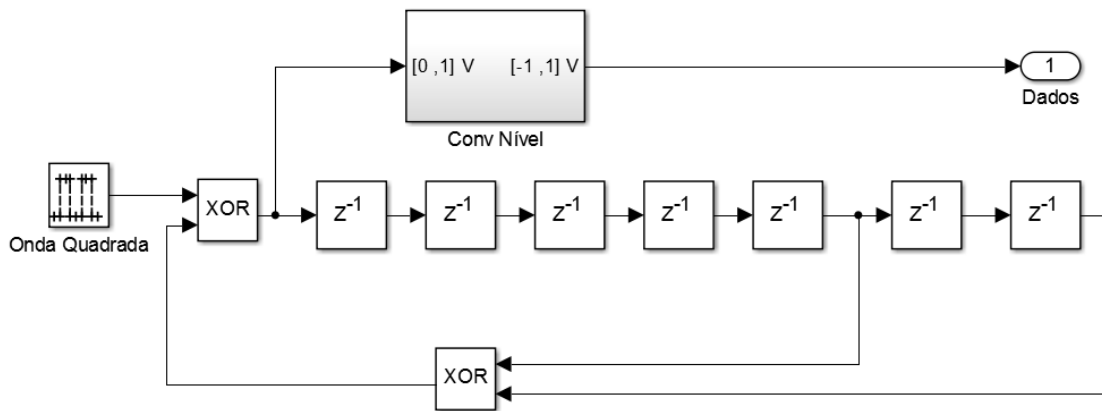 [0 ,1] V
[-1 ,1] V
1
Dados
Conv Nível
Onda Quadrada
XOR
z⁻¹
z⁻¹
z⁻¹
z⁻¹
z⁻¹
z⁻¹
z⁻¹
XOR